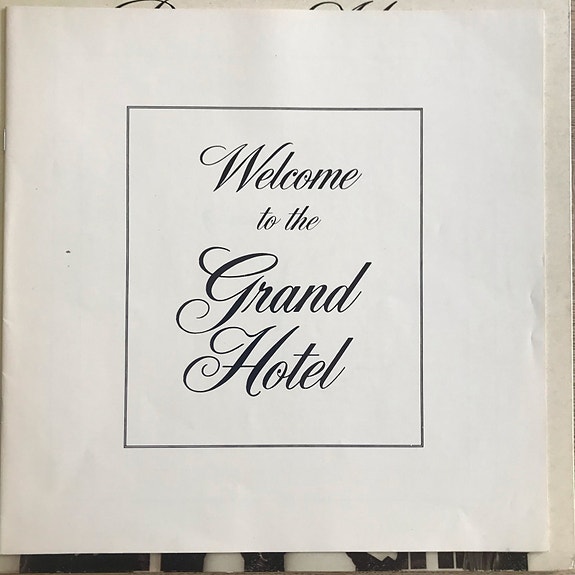 Welcome
to the
Grand
Hotel